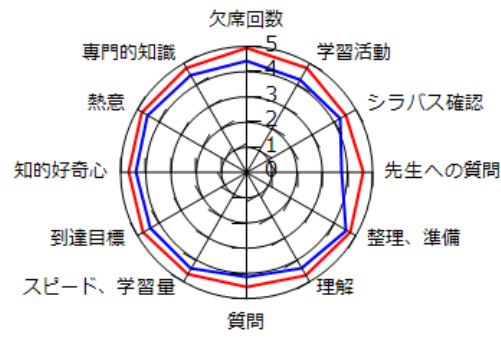 欠席回数
学習活動
シラバス確認
先生への質問
整理、準備
理解
質問
スピード、学習量
到達目標
知的好奇心
熱意
専門的知識
5
4
3
2
1
0